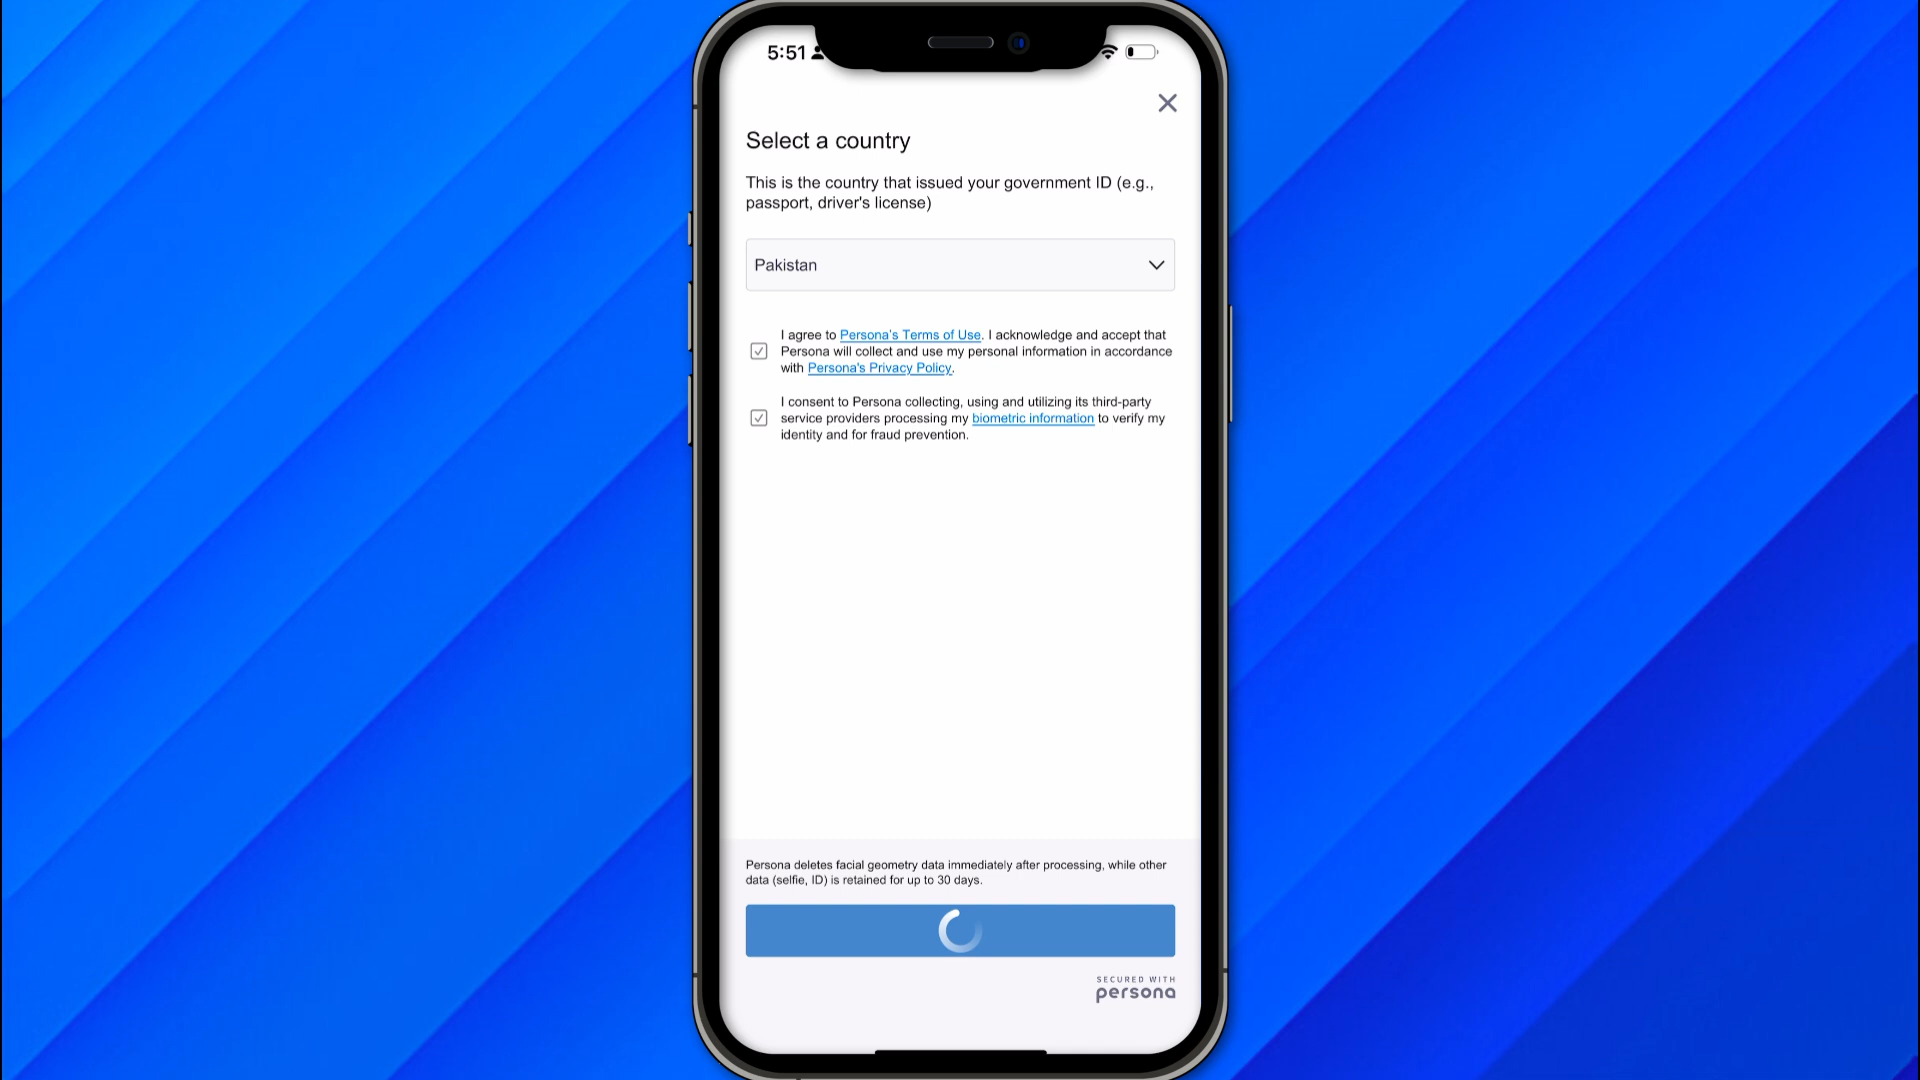 5:51
Select a country
This is the country that issued your government ID (e.g.,
passport, driver's license)
Pakistan
I agree to Persona's Terms of Use. I acknowledge and accept that
Persona will collect and use my personal information in accordance
with Persona's Privacy Policy.
I consent to Persona collecting, using and utilizing its third-party
service providers processing my biometric information to verify my
identity and for fraud prevention.
Persona deletes facial geometry data immediately after processing, while other
data (selfie, ID) is retained for up to 30 days.
SECURED WITH
persona